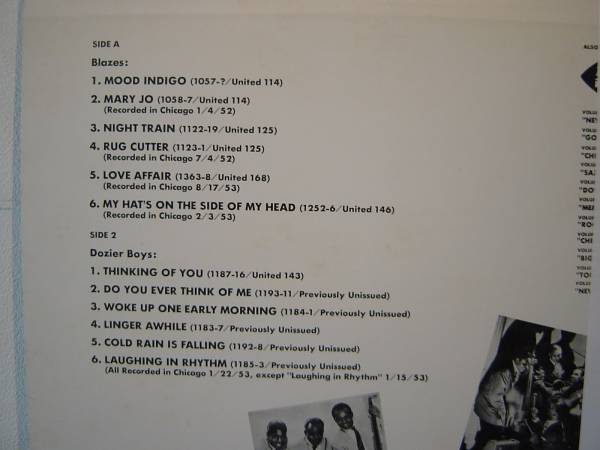 SIDE A
Blazes:
1. MOOD INDIGO (1057-?/United 114)
2. MARY JO (1058-7/United 114)
(Recorded in Chicago 1/4/52)
3. NIGHT TRAIN (1122-19/United 125)
4. RUG CUTTER (1123-1/United 125)
(Recorded in Chicago 7/4/52)
5. LOVE AFFAIR (1363-8/United 168)
(Recorded in Chicago 8/17/53)
6. MY HAT'S ON THE SIDE OF MY HEAD (1252-6/United 146)
(Recorded in Chicago 2/3/53)
SIDE 2
Dozier Boys:
1. THINKING OF YOU (1187-16/United 143)
2. DO YOU EVER THINK OF ME (1193-11/Previously Unissued)
3. WOKE UP ONE EARLY MORNING (1184-1/Previously Unissued)
4. LINGER AWHILE (1183-7/Previously Unissued)
5. COLD RAIN IS FALLING (1192-8/Previously Unissued)
6. LAUGHING IN RHYTHM (1185-3/Previously Unissued)
(All Recorded in Chicago 1/22/53, except "Laughing in Rhythm" 1/15/53)
ALSO